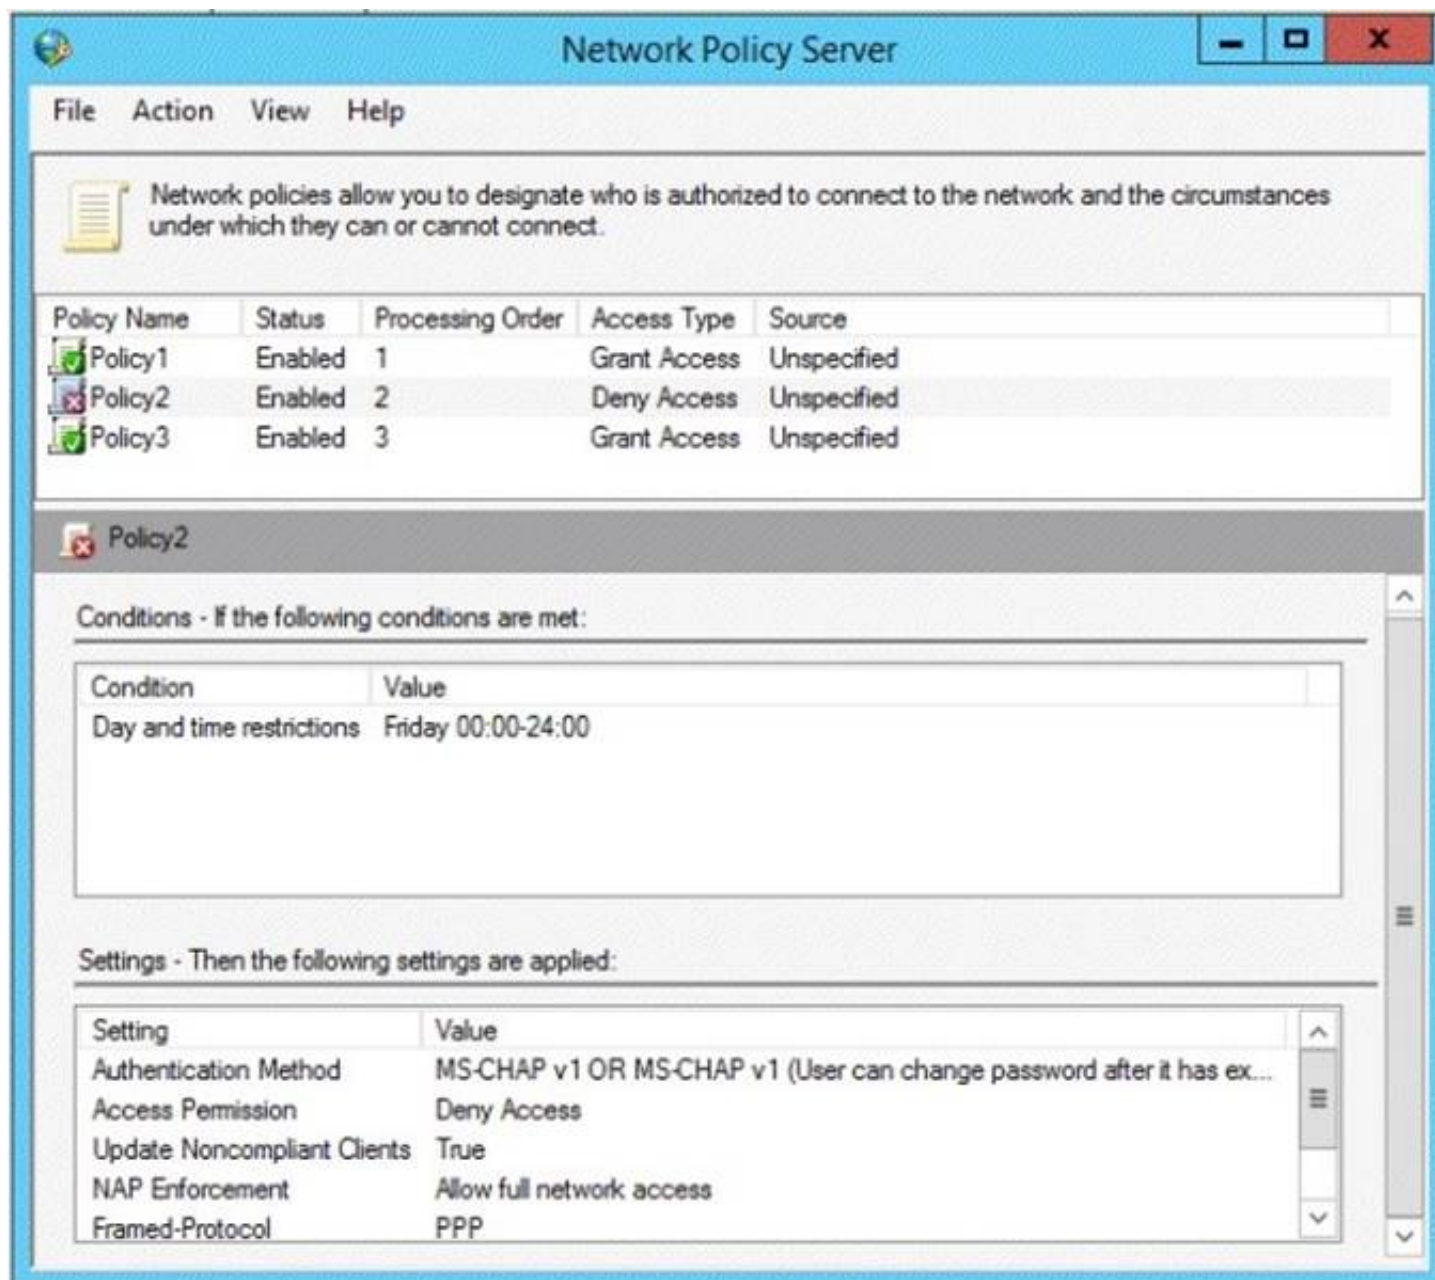 Network Policy Server
File Action View Help
Network policies allow you to designate who is authorized to connect to the network and the circumstances
under which they can or cannot connect.
Policy Name Status Processing Order Access Type Source
Policy1 Enabled 1 Grant Access Unspecified
Policy2 Enabled 2 Deny Access Unspecified
Policy3 Enabled 3 Grant Access Unspecified
Policy2
Conditions - If the following conditions are met:
Condition Value
Day and time restrictions Friday 00:00-24:00
Settings - Then the following settings are applied:
Setting Value
Authentication Method MS-CHAP v1 OR MS-CHAP v1 (User can change password after it has ex...
Access Permission Deny Access
Update Noncompliant Clients True
NAP Enforcement Allow full network access
Framed-Protocol PPP